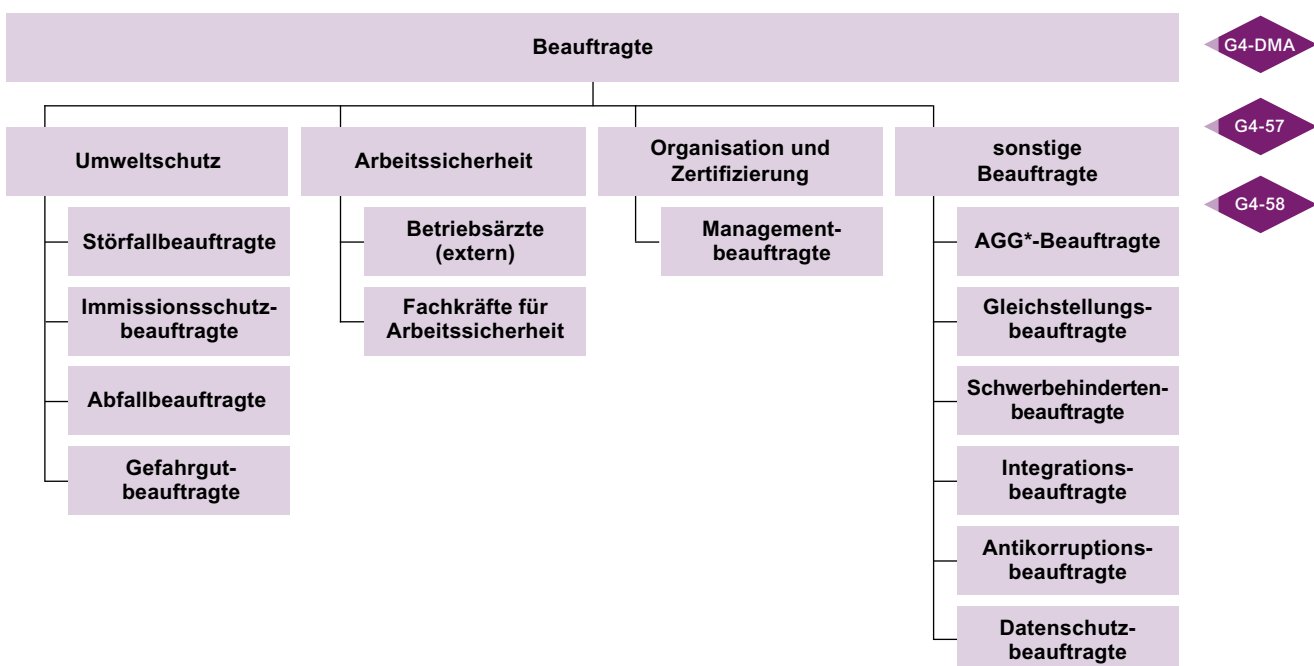 Beauftragte
G4-DMA
G4-57
G4-58
Umweltschutz
Störfallbeauftragte
Immissionsschutz-
beauftragte
Abfallbeauftragte
Gefahrgut-
beauftragte
Arbeitssicherheit
Betriebsärzte
(extern)
Fachkräfte für
Arbeitssicherheit
Organisation und
Zertifizierung
Management-
beauftragte
sonstige
Beauftragte
AGG*-Beauftragte
Gleichstellungs-
beauftragte
Schwerbehinderten-
beauftragte
Integrations-
beauftragte
Antikorruptions-
beauftragte
Datenschutz-
beauftragte